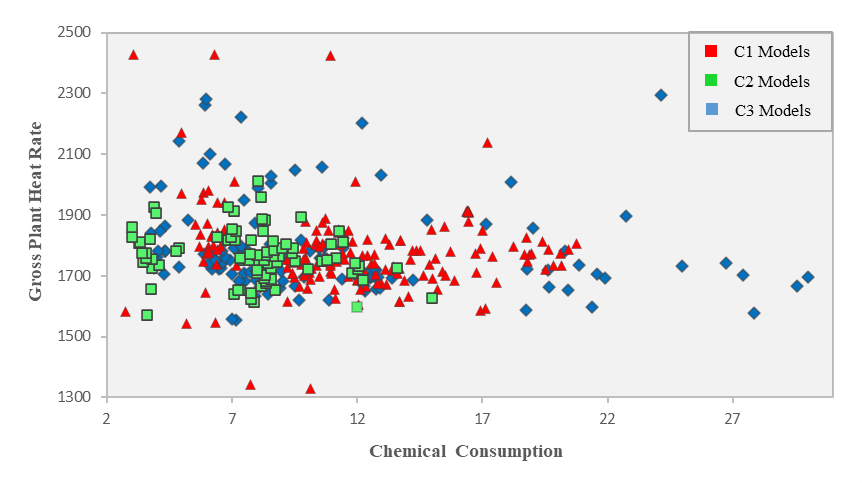 2500
2300
2100
1900
1700
1500
1300
Gross Plant Heat Rate
C1 Models
C2 Models
C3 Models
2 7 12 17 22 27
Chemical Consumption